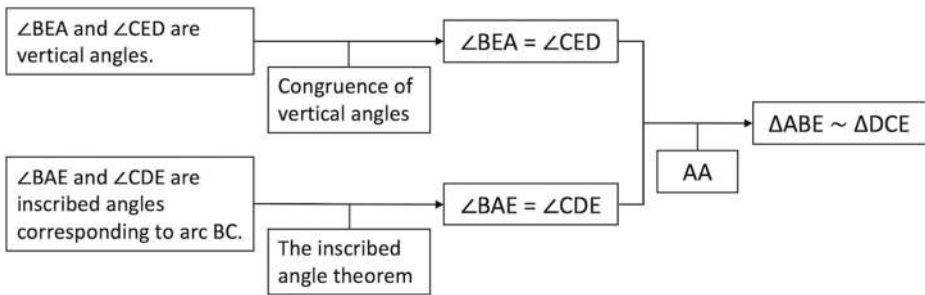 ∠BEA and ∠CED are
vertical angles.
Congruence of
vertical angles
∠BEA = ∠CED
∠BAE and ∠CDE are
inscribed angles
corresponding to arc BC.
The inscribed
angle theorem
∠BAE = ∠CDE
AA
ΔABE ~ ΔDCE